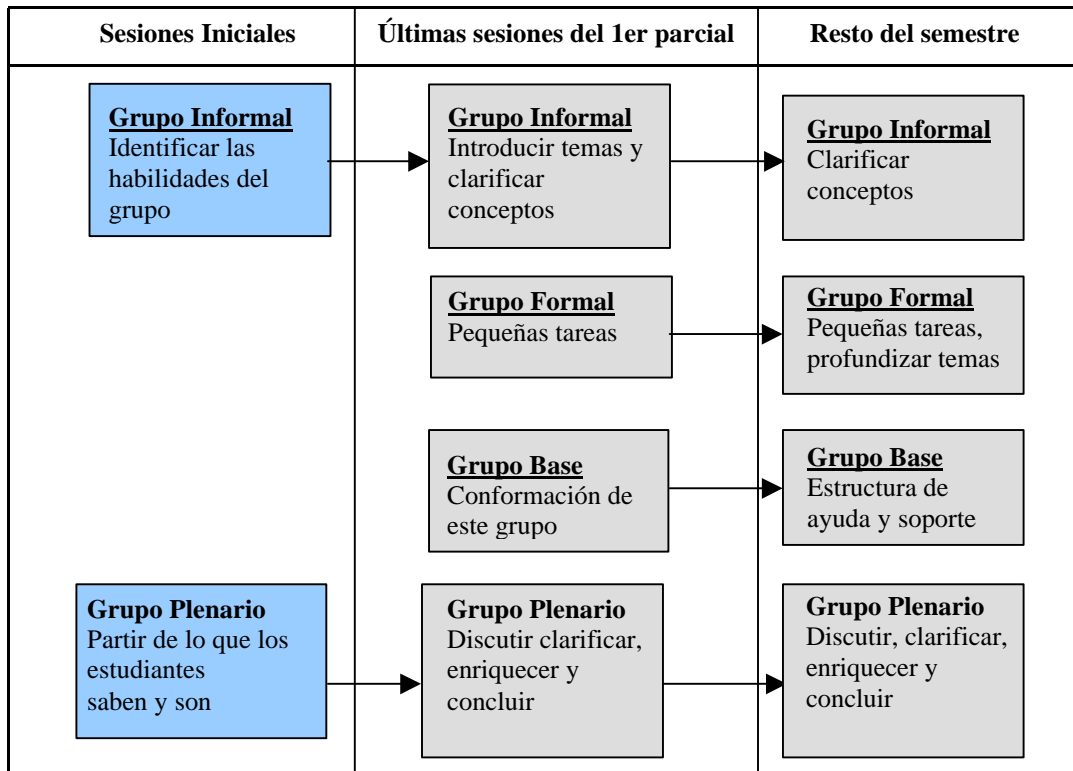 Sesiones Iniciales
Últimas sesiones del 1er parcial
Resto del semestre
Grupo Informal
Identificar las
habilidades del
grupo
Grupo Informal
Introducir temas y
clarificar
conceptos
Grupo Informal
Clarificar
conceptos
Grupo Formal
Pequeñas tareas
Grupo Formal
Pequeñas tareas,
profundizar temas
Grupo Base
Conformación de
este grupo
Grupo Base
Estructura de
ayuda y soporte
Grupo Plenario
Partir de lo que los
estudiantes
saben y son
Grupo Plenario
Discutir clarificar,
enriquecer y
concluir
Grupo Plenario
Discutir, clarificar,
enriquecer y
concluir